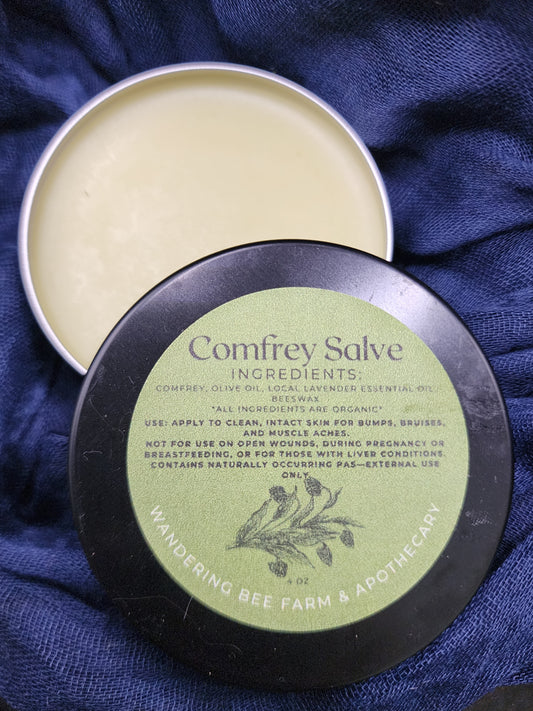 Comfrey Salve
INGREDIENTS:
COMFREY, OLIVE OIL, LOCAL LAVENDER ESSENTIAL OIL,
BEESWAX
*ALL INGREDIENTS ARE ORGANIC*
USE: APPLY TO CLEAN, INTACT SKIN FOR BUMPS, BRUISES,
AND MUSCLE ACHES.
NOT FOR USE ON OPEN WOUNDS, DURING PREGNANCY OR
BREASTFEEDING, OR FOR THOSE WITH LIVER CONDITIONS.
CONTAINS NATURALLY OCCURRING PAS—EXTERNAL USE
ONLY.
4 OZ
WANDERING BEE FARM & APOTHECARY